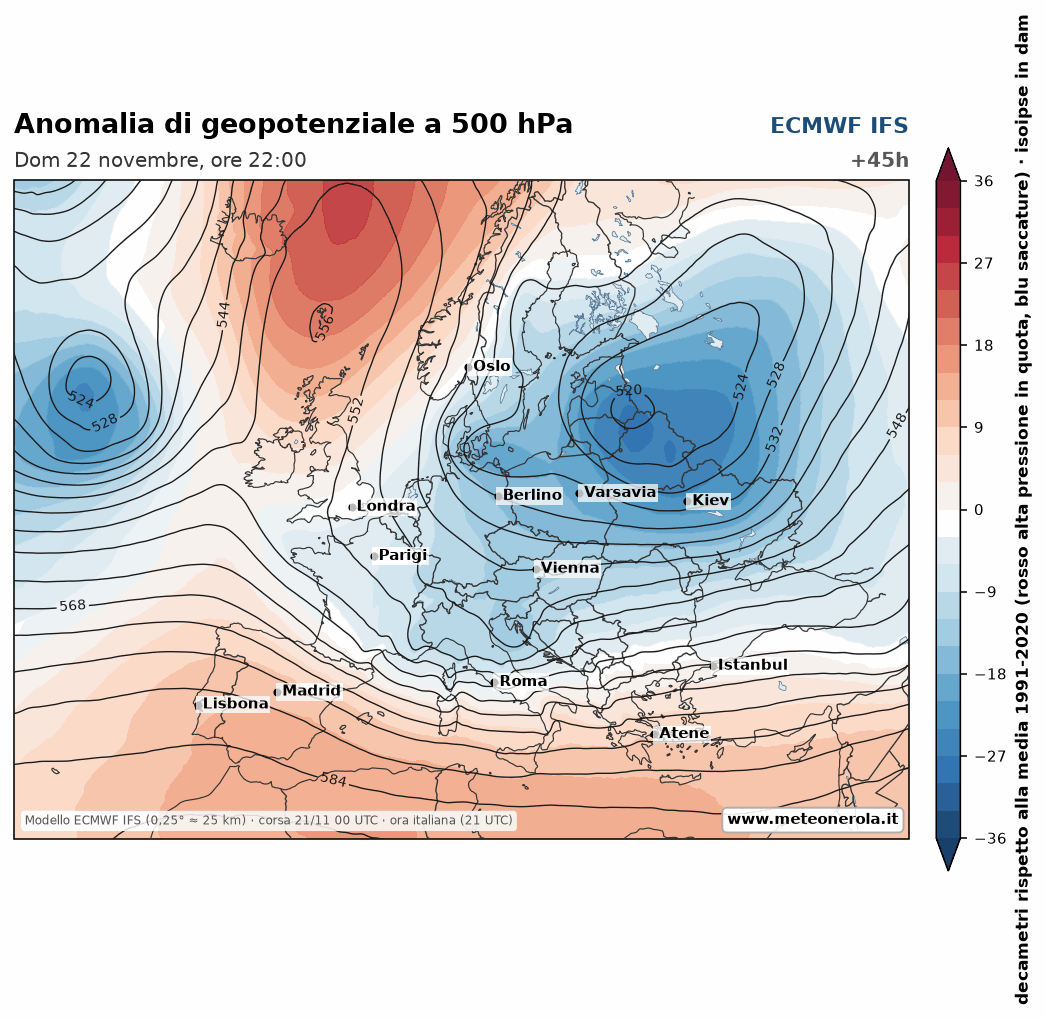 Anomalia di geopotenziale a 500 hPa
ECMWF IFS
Dom 22 novembre, ore 22:00
+45h
544
556
552
524
528
520
524
528
532
548
568
584
Oslo
Berlino
Varsavia
Kiev
Londra
Parigi
Vienna
Istanbul
Roma
Madrid
Lisbona
Atene
Modello ECMWF IFS (0,25° ≈ 25 km) · corsa 21/11 00 UTC · ora italiana (21 UTC)
www.meteonerola.it
36
27
18
9
0
−9
−18
−27
−36
decametri rispetto alla media 1991-2020 (rosso alta pressione in quota, blu saccature) · isoipse in dam